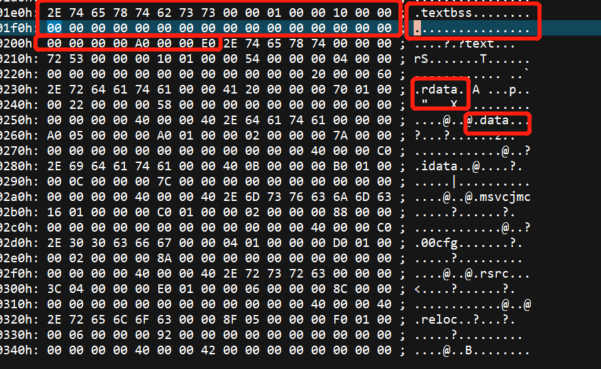 01e0h: 2E 74 65 78 74 62 73 73 00 00 01 00 00 10 00 00 ; .textbss........
01f0h: 00 00 00 00 00 00 00 00 00 00 00 00 00 00 00 00 ; ................
0200h: 00 00 00 00 A0 00 00 E0 2E 74 65 78 74 00 00 00 ; ....?.?text...
0210h: 72 53 00 00 00 10 01 00 00 54 00 00 00 04 00 00 ; rS.......T......
0220h: 00 00 00 00 00 00 00 00 00 00 00 00 20 00 00 60 ; ............ ..`
0230h: 2E 72 64 61 74 61 00 00 41 20 00 00 00 70 01 00 ; .rdata..A ...p..
0240h: 00 22 00 00 00 58 00 00 00 00 00 00 00 00 00 00 ; ."...X..........
0250h: 00 00 00 00 40 00 00 40 2E 64 61 74 61 00 00 00 ; ....@..@.data...
0260h: A0 05 00 00 00 A0 01 00 00 02 00 00 00 7A 00 00 ; ?...?......z..
0270h: 00 00 00 00 00 00 00 00 00 00 00 00 40 00 00 C0 ; ............@..?
0280h: 2E 69 64 61 74 61 00 00 40 0B 00 00 00 B0 01 00 ; .idata..@....?.
0290h: 00 0C 00 00 00 7C 00 00 00 00 00 00 00 00 00 00 ; .....|..........
02a0h: 00 00 00 00 40 00 00 40 2E 6D 73 76 63 6A 6D 63 ; ....@..@.msvcjmc
02b0h: 16 01 00 00 00 C0 01 00 00 02 00 00 00 88 00 00 ; .....?......?.
02c0h: 00 00 00 00 00 00 00 00 00 00 00 00 40 00 00 C0 ; ............@..?
02d0h: 2E 30 30 63 66 67 00 00 04 01 00 00 00 D0 01 00 ; .00cfg.......?.
02e0h: 00 02 00 00 00 8A 00 00 00 00 00 00 00 00 00 00 ; .....?.........
02f0h: 00 00 00 00 40 00 00 40 2E 72 73 72 63 00 00 00 ; ....@..@.rsrc...
0300h: 3C 04 00 00 00 E0 01 00 00 06 00 00 00 8C 00 00 ; <....?......?.
0310h: 00 00 00 00 00 00 00 00 00 00 00 00 40 00 00 40 ; ............@..@
0320h: 2E 72 65 6C 6F 63 00 00 8F 05 00 00 00 F0 01 00 ; .reloc..?...?.
0330h: 00 06 00 00 00 92 00 00 00 00 00 00 00 00 00 00 ; .....?.........
0340h: 00 00 00 00 40 00 00 42 00 00 00 00 00 00 00 00 ; ....@..B........